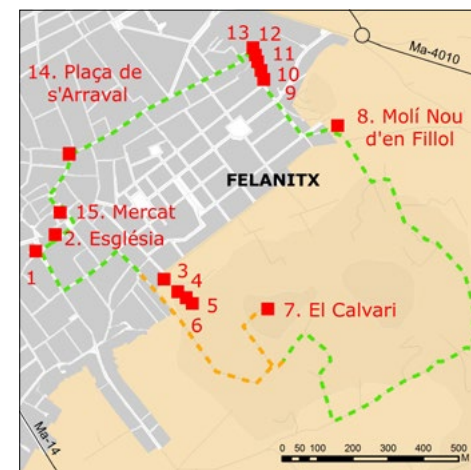 Ma-4010
13 12
11
10
9
14. Plaça de
s'Arraval
8. Molí Nou
d'en Fillol
FELANITX
15. Mercat
2. Església
1
3
4
5
6
7. El Calvari
Ma-14
0 50 100 200 300 400 500
M